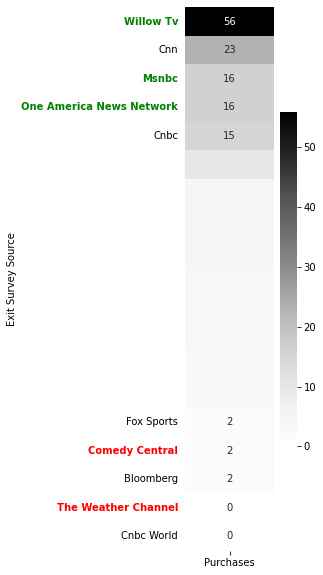 Willow Tv 56
Cnn 23
Msnbc 16
One America News Network 16
Cnbc 15
Fox Sports 2
Comedy Central 2
Bloomberg 2
The Weather Channel 0
Cnbc World 0
Purchases
Exit Survey Source
50
40
30
20
10
0